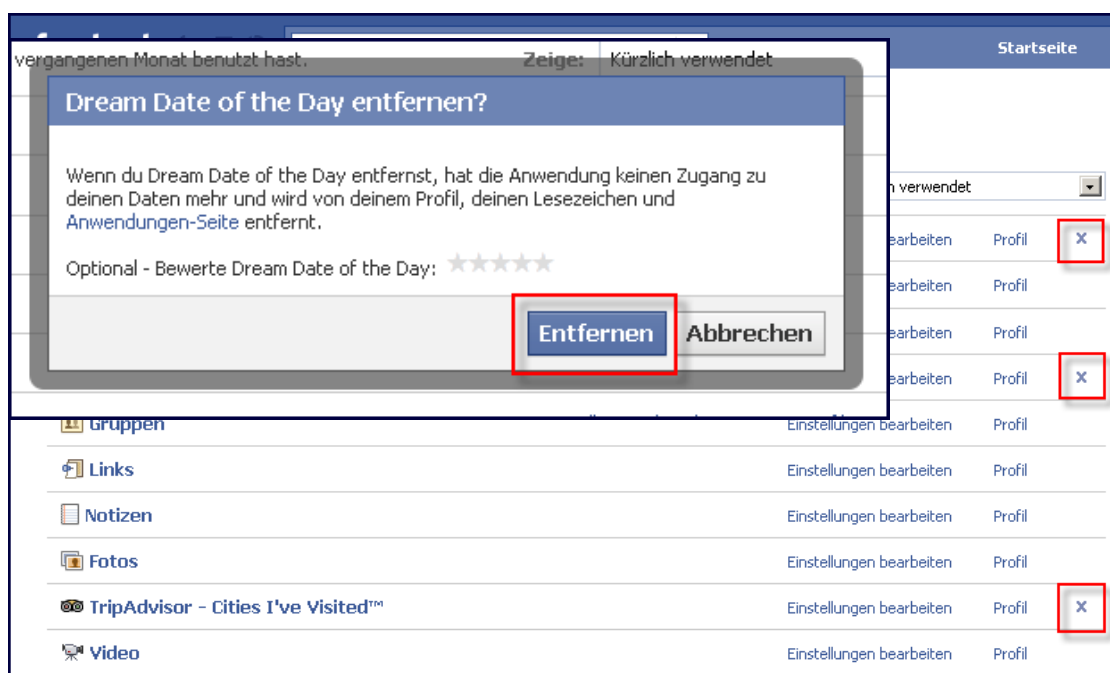 Startseite
vergangenen Monat benutzt hast. Zeige: Kürzlich verwendet
Dream Date of the Day entfernen?
Wenn du Dream Date of the Day entfernst, hat die Anwendung keinen Zugang zu
deinen Daten mehr und wird von deinem Profil, deinen Lesezeichen und
Anwendungen-Seite entfernt.
Optional - Bewerte Dream Date of the Day:
Entfernen Abbrechen
verwendet
Profil x
Profil
Profil
Profil x
Gruppen Einstellungen bearbeiten Profil
Links Einstellungen bearbeiten Profil
Notizen Einstellungen bearbeiten Profil
Fotos Einstellungen bearbeiten Profil
TripAdvisor - Cities I've Visited™ Einstellungen bearbeiten Profil x
Video Einstellungen bearbeiten Profil